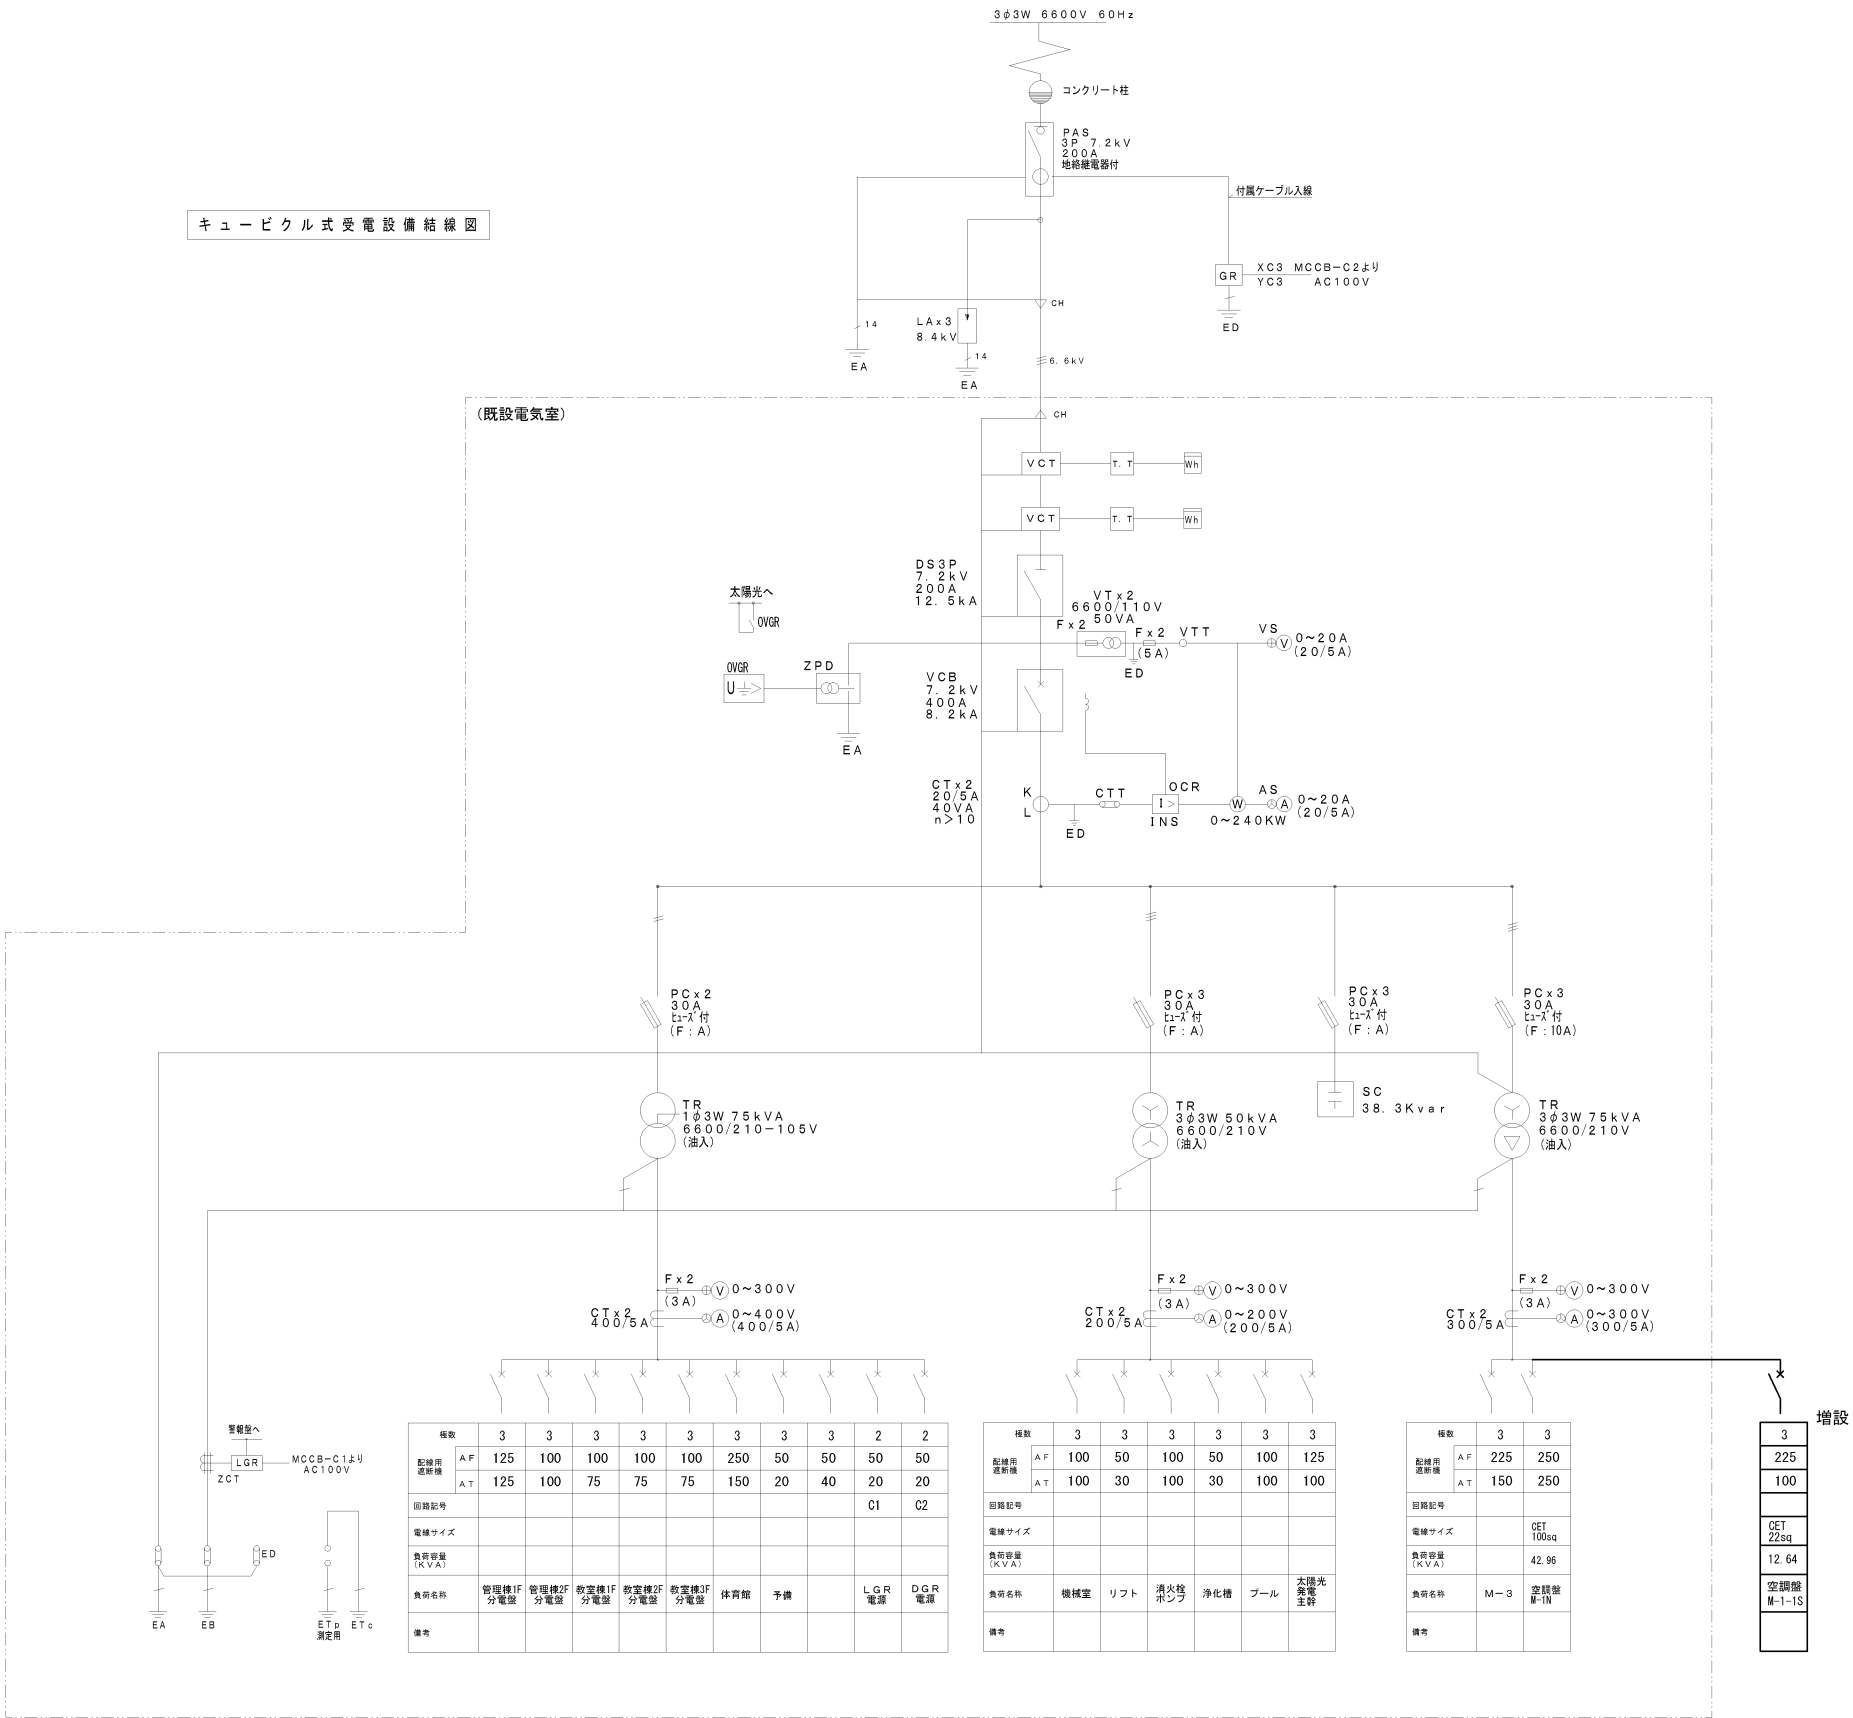 3φ3W 6600V 60Hz
コンクリート柱
PAS
3P 7.2kV
200A
地絡継電器付
付属ケーブル入線
キュービクル式受電設備結線図
GR
XC3 MCCB-C2より
YC3 AC100V
ED
CH
14
EA
LAx3
8.4kV
14
EA
6.6kV
(既設電気室)
CH
VCT
T.T
Wh
VCT
T.T
Wh
DS3P
7.2kV
200A
12.5kA
太陽光へ
OVGR
VTx2
6600/110V
50VA
Fx2
Fx2
(5A)
VTT
VS
V
0~20A
(20/5A)
ED
OVGR
U
ZPD
EA
VCB
7.2kV
400A
8.2kA
CTx2
20/5A
40VA
n>10
K
L
ED
CTT
OCR
I>
INS
W
0~240KW
AS
A
0~20A
(20/5A)
PCx2
30A
ヒューズ付
(F:A)
PCx3
30A
ヒューズ付
(F:A)
PCx3
30A
ヒューズ付
(F:A)
PCx3
30A
ヒューズ付
(F:10A)
TR
1φ3W 75kVA
6600/210-105V
(油入)
TR
3φ3W 50kVA
6600/210V
(油入)
SC
38.3Kvar
TR
3φ3W 75kVA
6600/210V
(油入)
Fx2
(3A)
V
0~300V
CTx2
400/5A
A
0~400V
(400/5A)
Fx2
(3A)
V
0~300V
CTx2
200/5A
A
0~200V
(200/5A)
Fx2
(3A)
V
0~300V
CTx2
300/5A
A
0~300V
(300/5A)
警報盤へ
LGR
MCCB-C1より
AC100V
ZCT
ED
EA
EB
ETp
測定用
ETc
極数 3 3 3 3 3 3 3 3 2 2
配線用
遮断機
AF 125 100 100 100 100 250 50 50 50 50
AT 125 100 75 75 75 150 20 40 20 20
回路記号 C1 C2
電線サイズ
負荷容量
(KVA)
負荷名称
管理棟1F
分電盤
管理棟2F
分電盤
教室棟1F
分電盤
教室棟2F
分電盤
教室棟3F
分電盤
体育館
予備
LGR
電源
DGR
電源
備考
極数 3 3 3 3 3 3
配線用
遮断機
AF 100 50 100 50 100 125
AT 100 30 100 30 100 100
回路記号
電線サイズ
負荷容量
(KVA)
負荷名称
機械室
リフト
消火栓
ポンプ
浄化槽
プール
太陽光
発電
主幹
備考
極数 3 3
配線用
遮断機
AF 225 250
AT 150 250
回路記号
電線サイズ
CET
100sq
負荷容量
(KVA)
42.96
負荷名称
M-3
空調盤
M-1N
備考
増設
3
225
100
CET
22sq
12.64
空調盤
M-1-1S